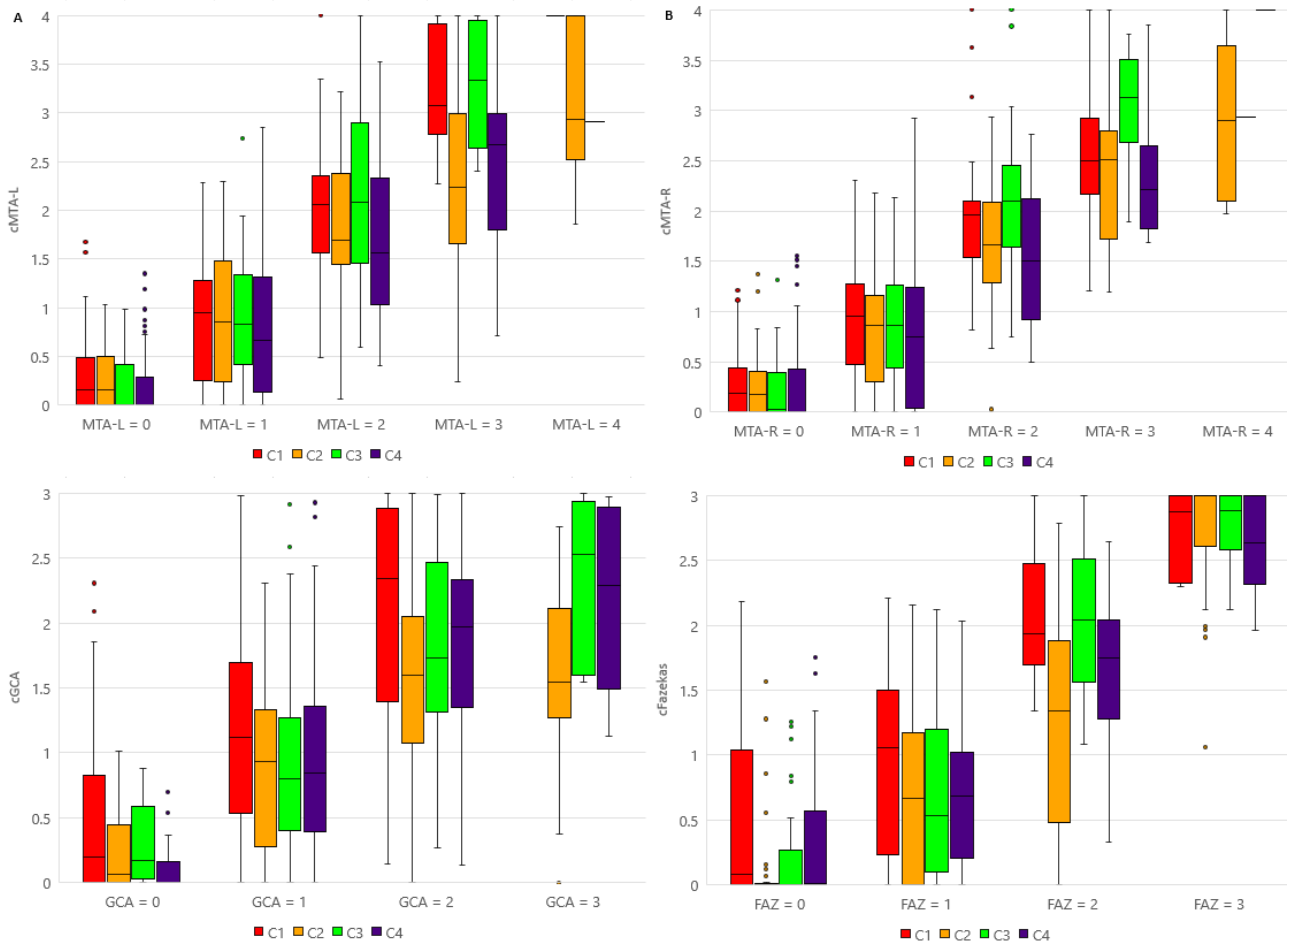 A
4
3.5
3
2.5
2
1.5
1
0.5
0
cMTA-L
MTA-L = 0 MTA-L = 1 MTA-L = 2 MTA-L = 3 MTA-L = 4
C1 C2 C3 C4
B
4
3.5
3
2.5
2
1.5
1
0.5
0
cMTA-R
MTA-R = 0 MTA-R = 1 MTA-R = 2 MTA-R = 3 MTA-R = 4
C1 C2 C3 C4
3
2.5
2
1.5
1
0.5
0
cGCA
GCA = 0 GCA = 1 GCA = 2 GCA = 3
C1 C2 C3 C4
3
2.5
2
1.5
1
0.5
0
cFazekas
FAZ = 0 FAZ = 1 FAZ = 2 FAZ = 3
C1 C2 C3 C4